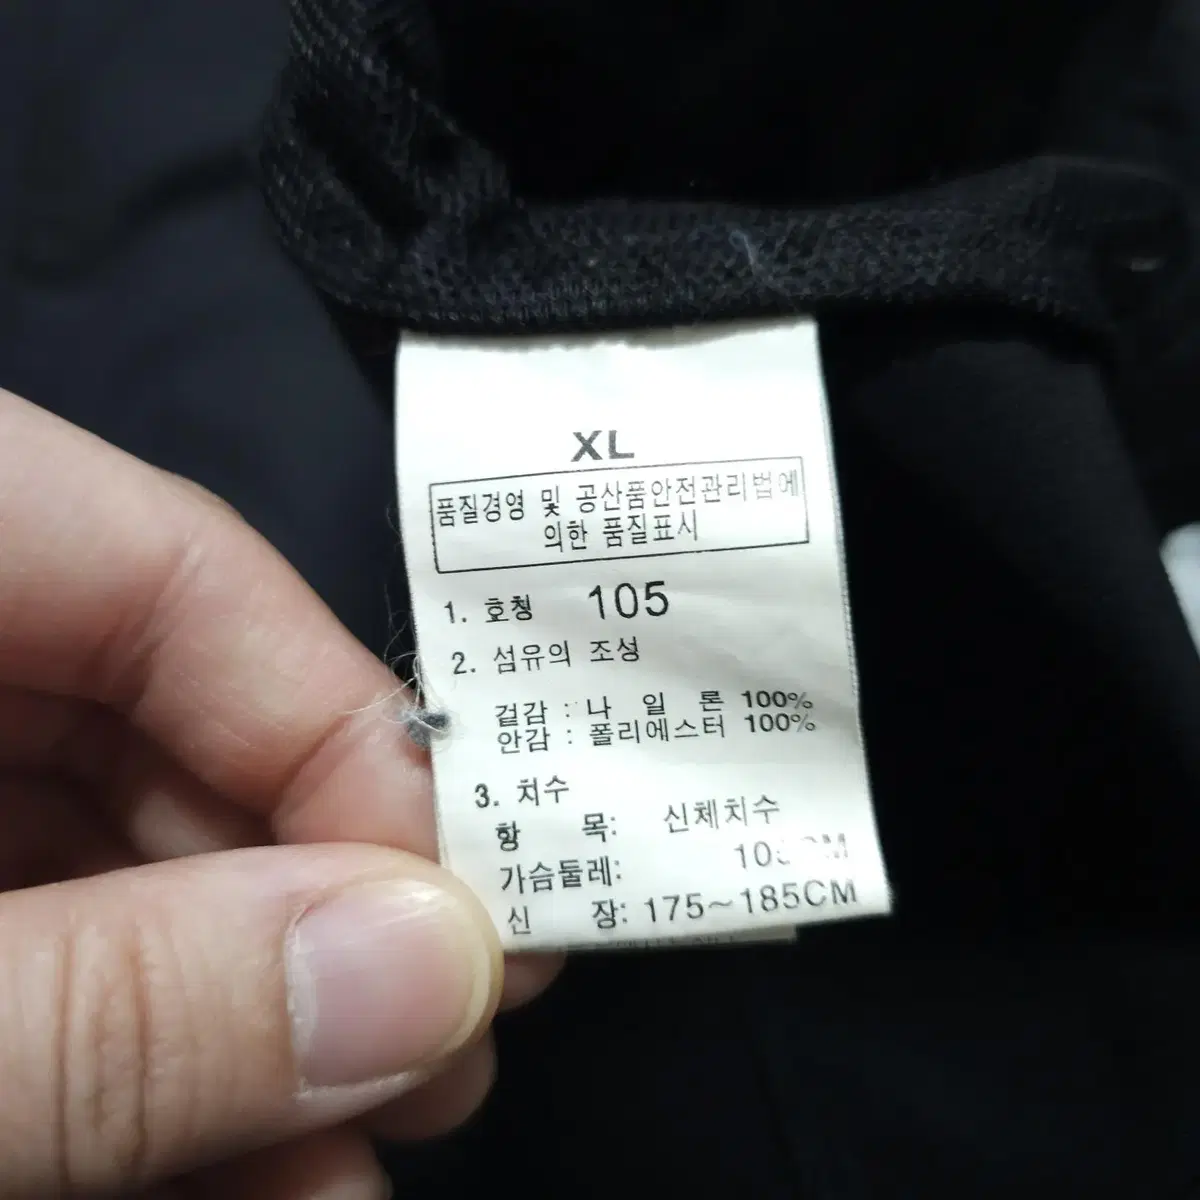 XL
품질경영 및 공산품안전관리법에
의한 품질표시
1. 호칭 105
2. 섬유의 조성
겉감 : 나 일 론 100%
안감 : 폴리에스터 100%
3. 치수
항 목: 신체치수
가슴둘레:
신 장: 175~185CM